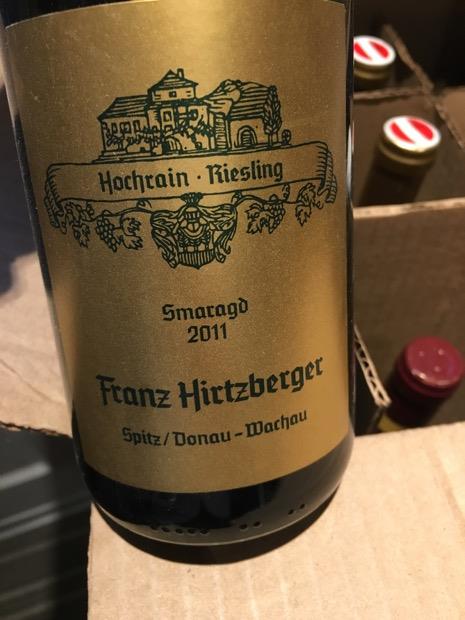 Hochrain · Riesling
Smaragd
2011
Franz Hirtzberger
Spitz/Donau-Wachau